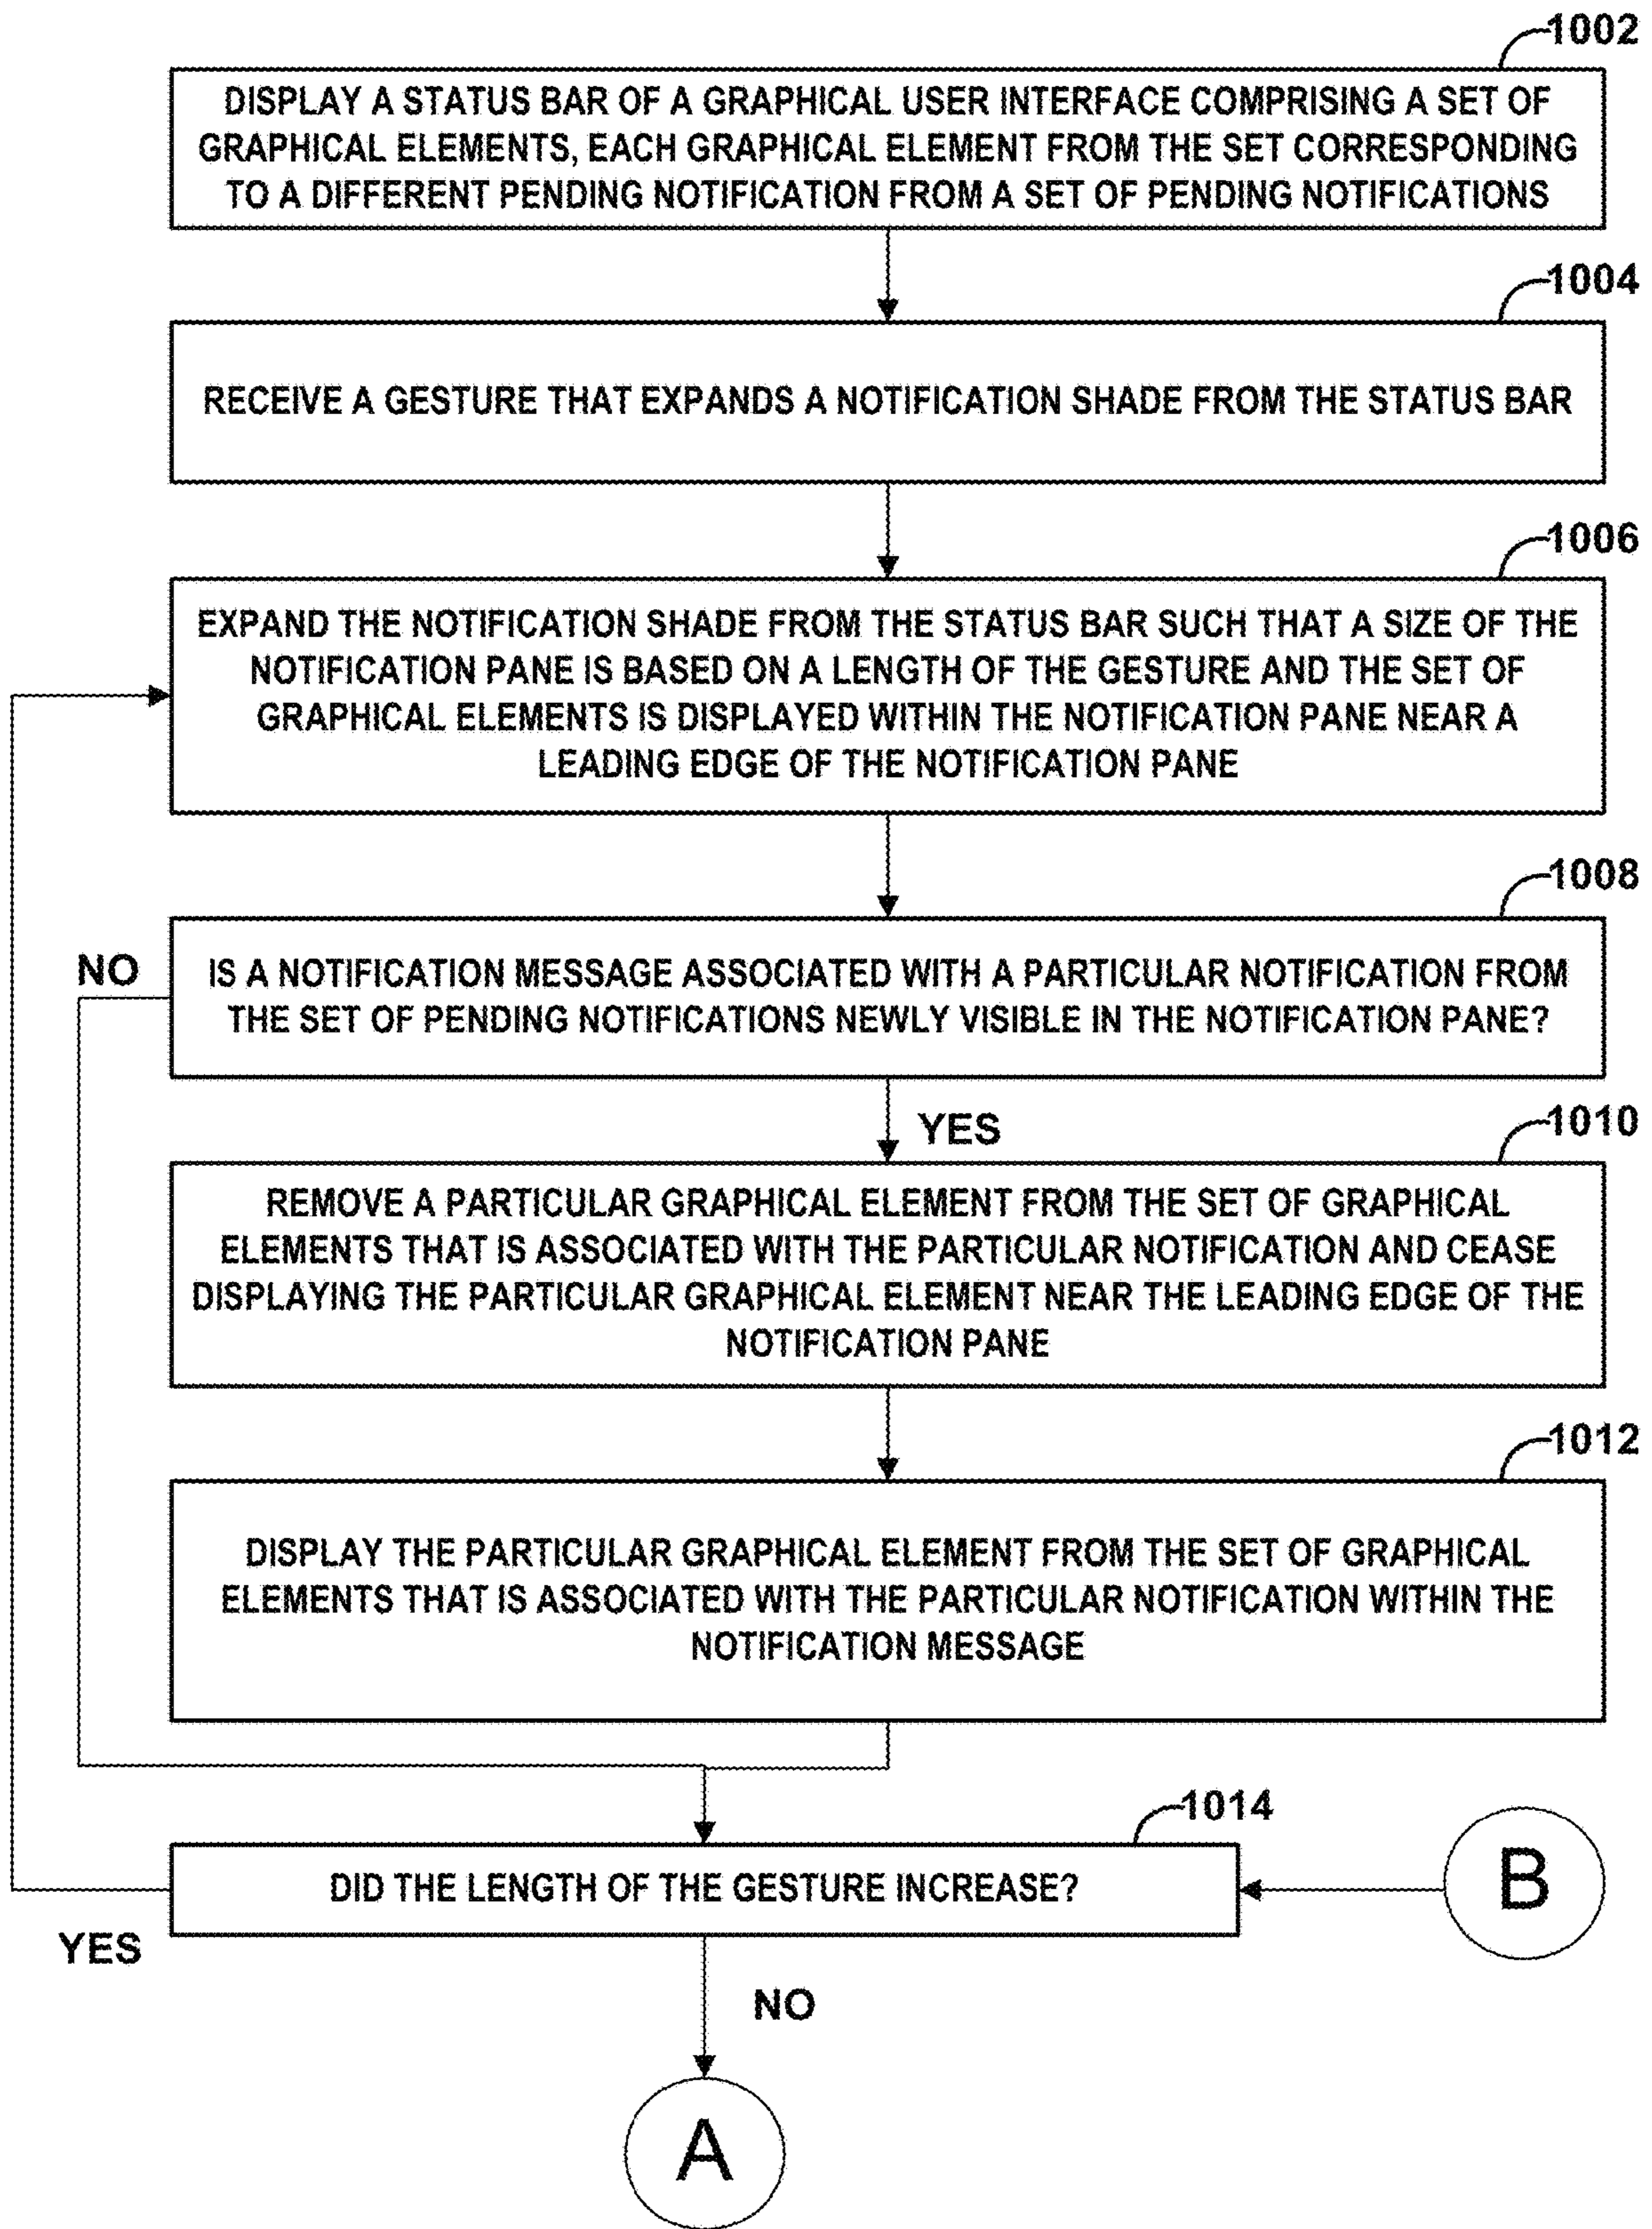 1002
DISPLAY A STATUS BAR OF A GRAPHICAL USER INTERFACE COMPRISING A SET OF
GRAPHICAL ELEMENTS, EACH GRAPHICAL ELEMENT FROM THE SET CORRESPONDING
TO A DIFFERENT PENDING NOTIFICATION FROM A SET OF PENDING NOTIFICATIONS
1004
RECEIVE A GESTURE THAT EXPANDS A NOTIFICATION SHADE FROM THE STATUS BAR
1006
EXPAND THE NOTIFICATION SHADE FROM THE STATUS BAR SUCH THAT A SIZE OF THE
NOTIFICATION PANE IS BASED ON A LENGTH OF THE GESTURE AND THE SET OF
GRAPHICAL ELEMENTS IS DISPLAYED WITHIN THE NOTIFICATION PANE NEAR A
LEADING EDGE OF THE NOTIFICATION PANE
1008
NO
IS A NOTIFICATION MESSAGE ASSOCIATED WITH A PARTICULAR NOTIFICATION FROM
THE SET OF PENDING NOTIFICATIONS NEWLY VISIBLE IN THE NOTIFICATION PANE?
YES
1010
REMOVE A PARTICULAR GRAPHICAL ELEMENT FROM THE SET OF GRAPHICAL
ELEMENTS THAT IS ASSOCIATED WITH THE PARTICULAR NOTIFICATION AND CEASE
DISPLAYING THE PARTICULAR GRAPHICAL ELEMENT NEAR THE LEADING EDGE OF THE
NOTIFICATION PANE
1012
DISPLAY THE PARTICULAR GRAPHICAL ELEMENT FROM THE SET OF GRAPHICAL
ELEMENTS THAT IS ASSOCIATED WITH THE PARTICULAR NOTIFICATION WITHIN THE
NOTIFICATION MESSAGE
1014
DID THE LENGTH OF THE GESTURE INCREASE?
B
YES
NO
A